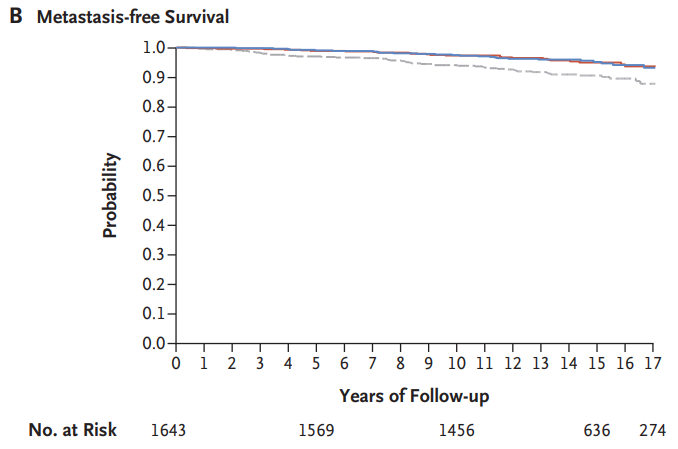 B Metastasis-free Survival
1.0
0.9
0.8
0.7
0.6
0.5
0.4
0.3
0.2
0.1
0.0
Probability
0 1 2 3 4 5 6 7 8 9 10 11 12 13 14 15 16 17
Years of Follow-up
No. at Risk 1643 1569 1456 636 274